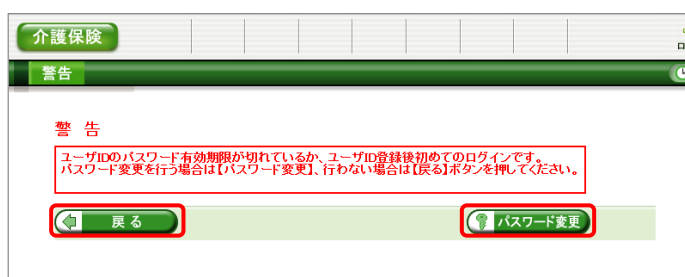 介護保険
ロ
警告
警 告
ユーザIDのパスワード有効期限が切れているか、ユーザID登録後初めてのログインです。
パスワード変更を行う場合は【パスワード変更】、行わない場合は【戻る】ボタンを押してください。
戻 る
パスワード変更